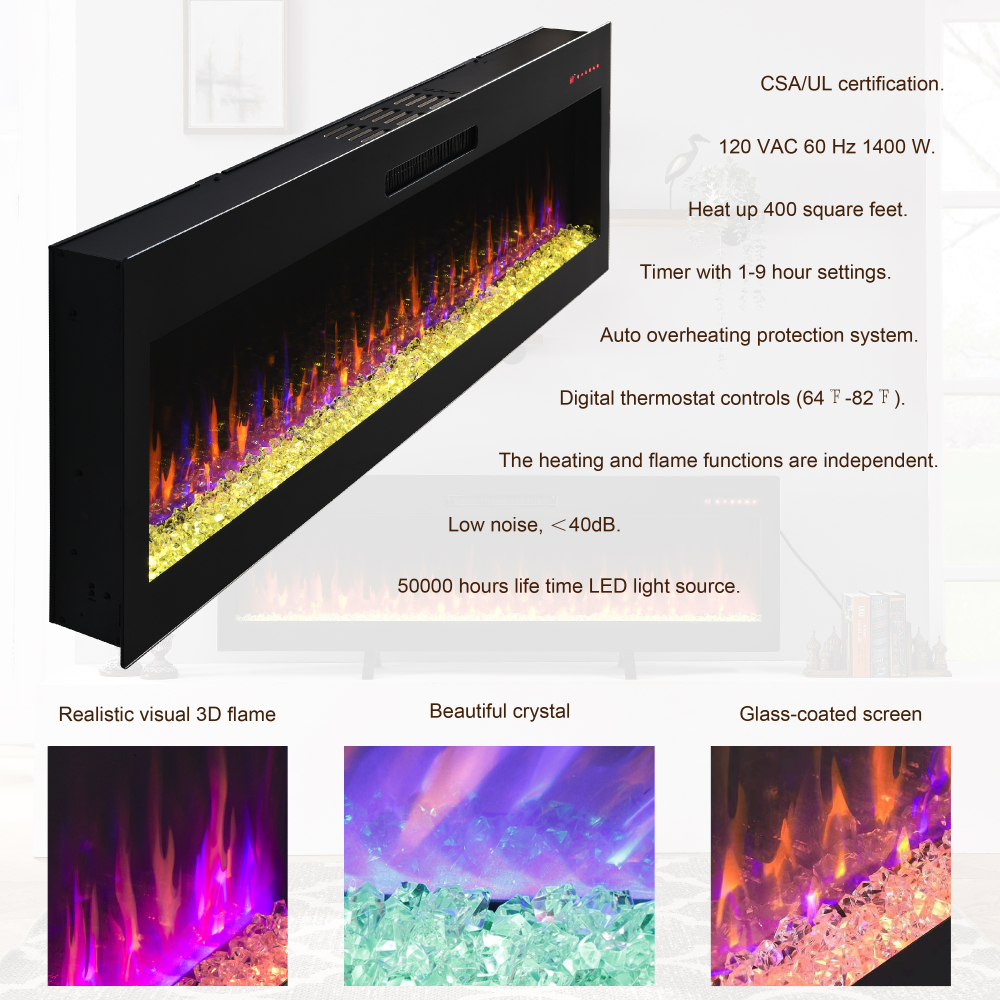 CSA/UL certification.
120 VAC 60 Hz 1400 W.
Heat up 400 square feet.
Timer with 1-9 hour settings.
Auto overheating protection system.
Digital thermostat controls (64℉-82℉).
The heating and flame functions are independent.
Low noise, ＜40dB.
50000 hours life time LED light source.
Realistic visual 3D flame
Beautiful crystal
Glass-coated screen